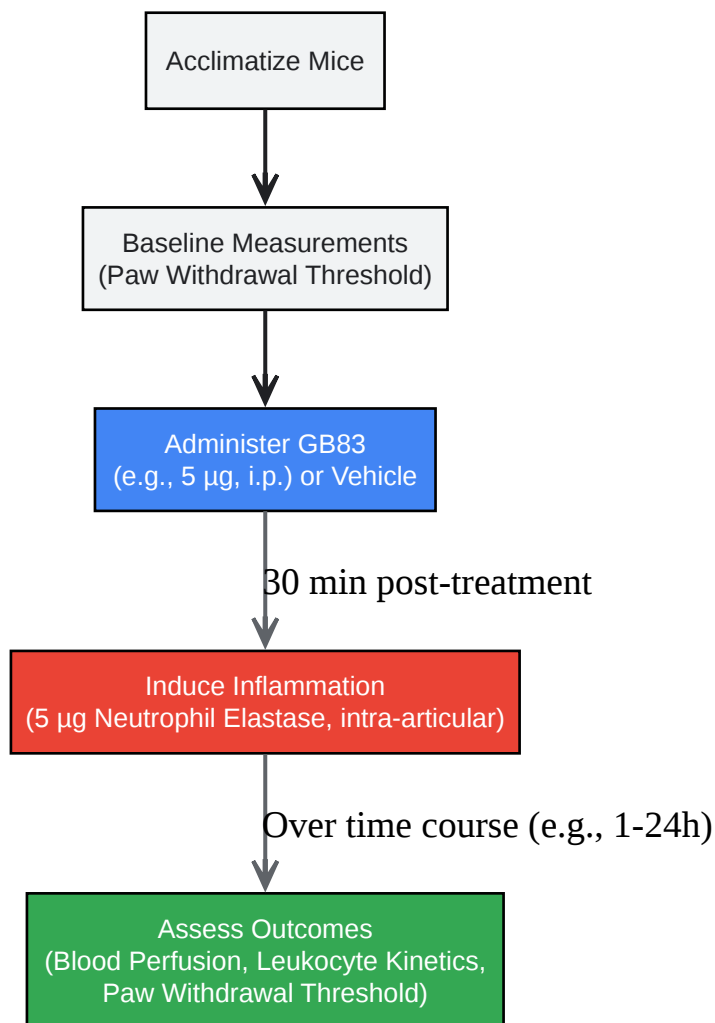 Acclimatize Mice
Baseline Measurements
(Paw Withdrawal Threshold)
Administer GB83
(e.g., 5 µg, i.p.) or Vehicle
30 min post-treatment
Induce Inflammation
(5 µg Neutrophil Elastase, intra-articular)
Over time course (e.g., 1-24h)
Assess Outcomes
(Blood Perfusion, Leukocyte Kinetics,
Paw Withdrawal Threshold)